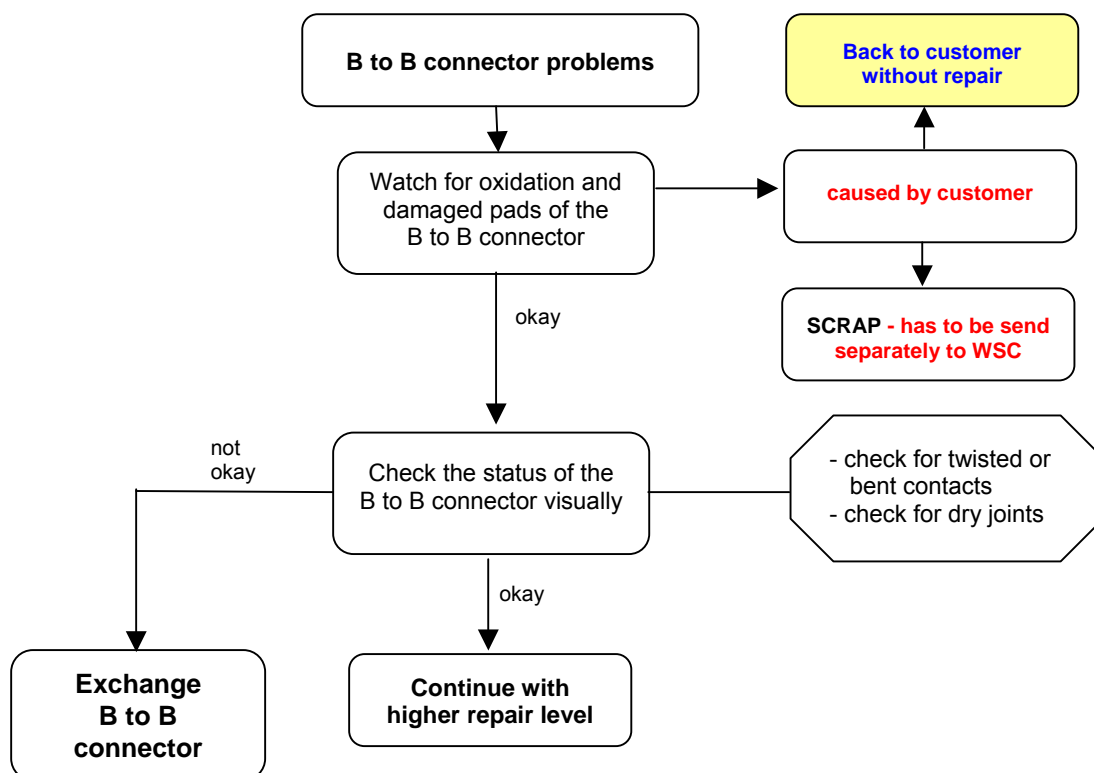 B to B connector problems
Back to customer
without repair
Watch for oxidation and
damaged pads of the
B to B connector
caused by customer
okay
SCRAP - has to be send
separately to WSC
not
okay
Check the status of the
B to B connector visually
- check for twisted or
bent contacts
- check for dry joints
okay
Exchange
B to B
connector
Continue with
higher repair level